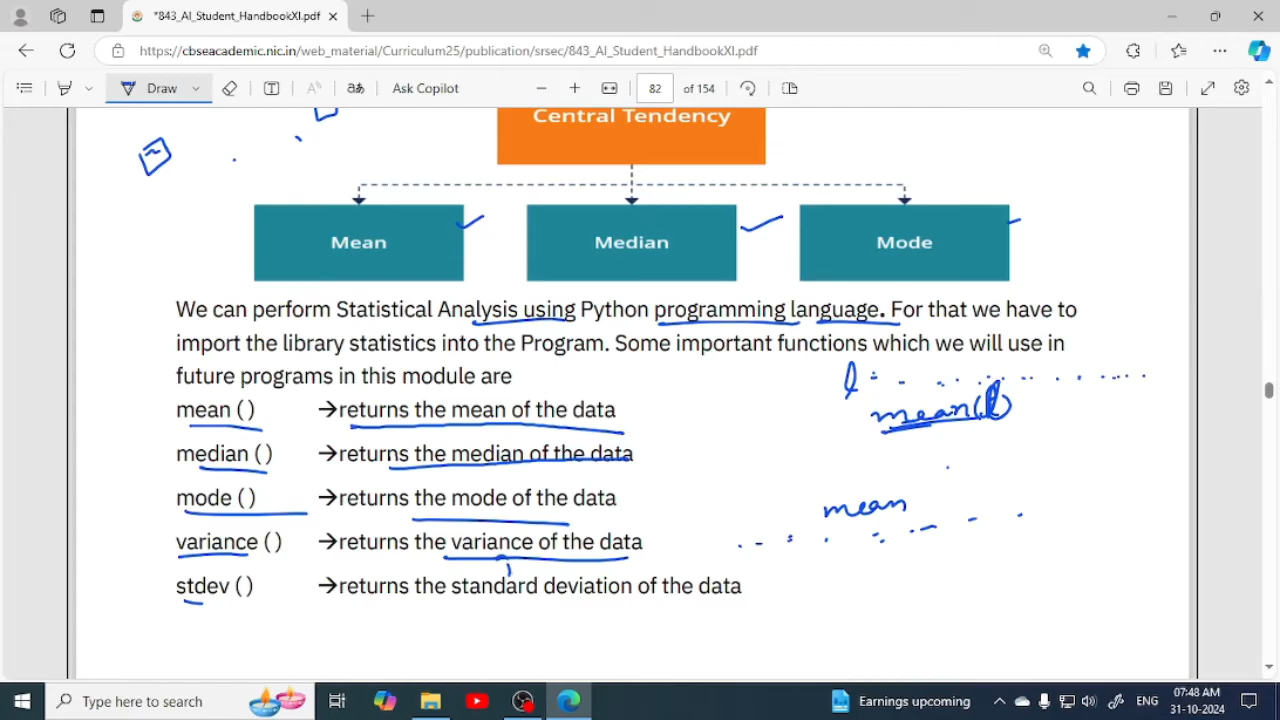 *843_AI_Student_HandbookXI.pdf
https://cbseacademic.nic.in/web_material/Curriculum25/publication/srsec/843_AI_Student_HandbookXI.pdf
Draw
Ask Copilot
82 of 154
Central Tendency
Mean
Median
Mode
We can perform Statistical Analysis using Python programming language. For that we have to
import the library statistics into the Program. Some important functions which we will use in
future programs in this module are
l
mean ( ) →returns the mean of the data
mean(l)
median ( ) →returns the median of the data
mode ( ) →returns the mode of the data
mean
variance ( ) →returns the variance of the data
stdev ( ) →returns the standard deviation of the data
Type here to search
Earnings upcoming
ENG
07:48 AM
31-10-2024